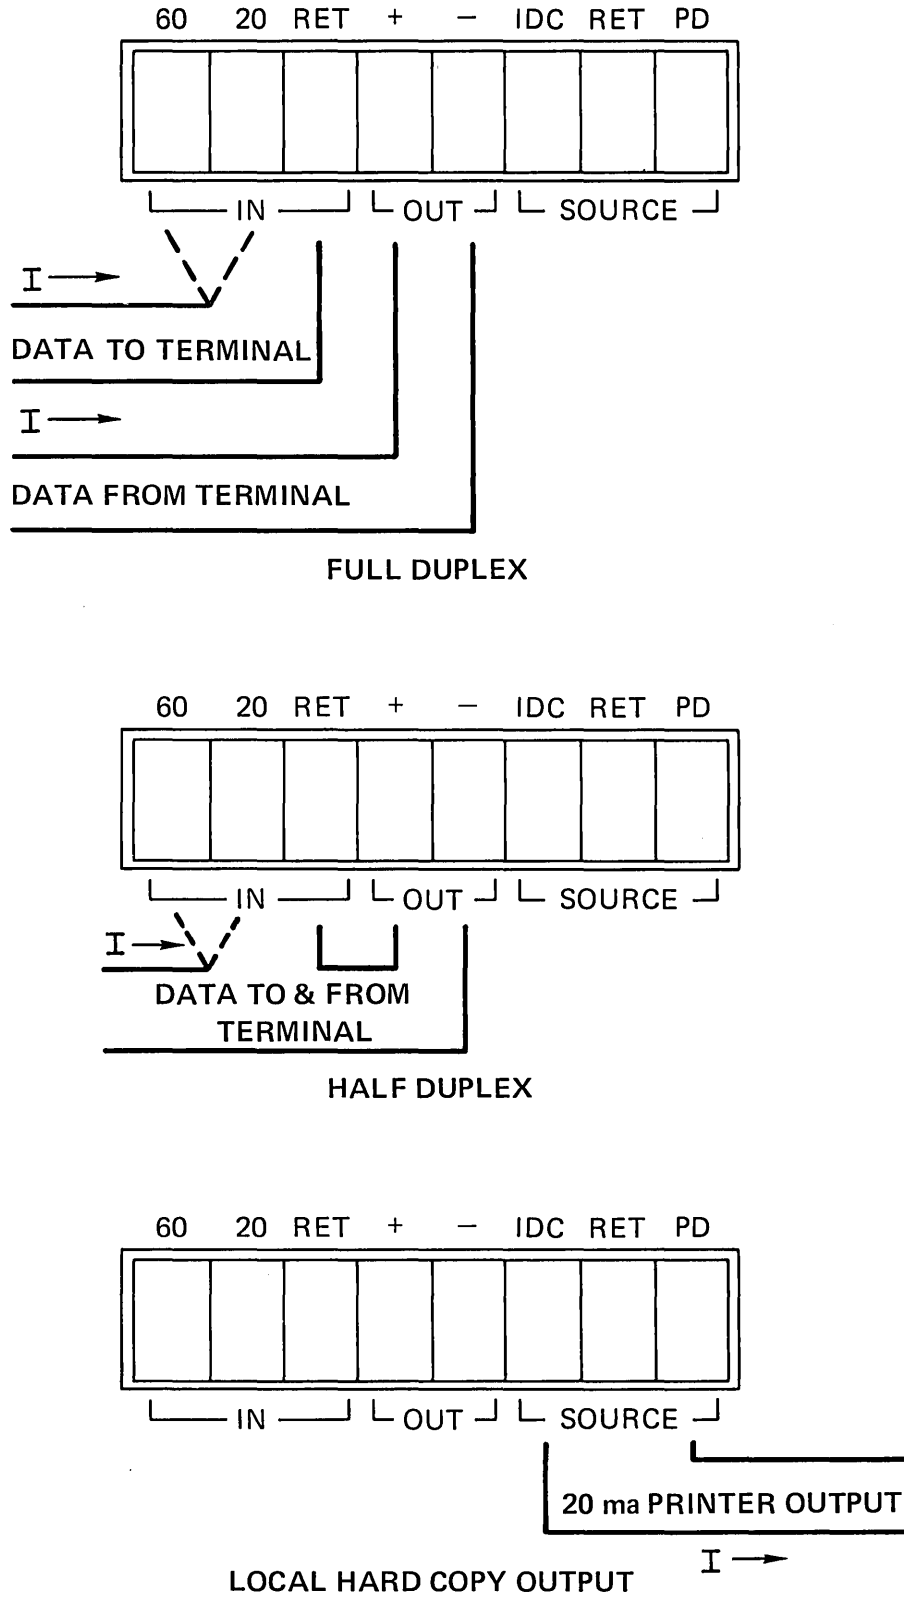 60 20 RET + − IDC RET PD
IN OUT SOURCE
I
DATA TO TERMINAL
I
DATA FROM TERMINAL
FULL DUPLEX
60 20 RET + − IDC RET PD
IN OUT SOURCE
I
DATA TO & FROM
TERMINAL
HALF DUPLEX
60 20 RET + − IDC RET PD
IN OUT SOURCE
20 ma PRINTER OUTPUT
I
LOCAL HARD COPY OUTPUT